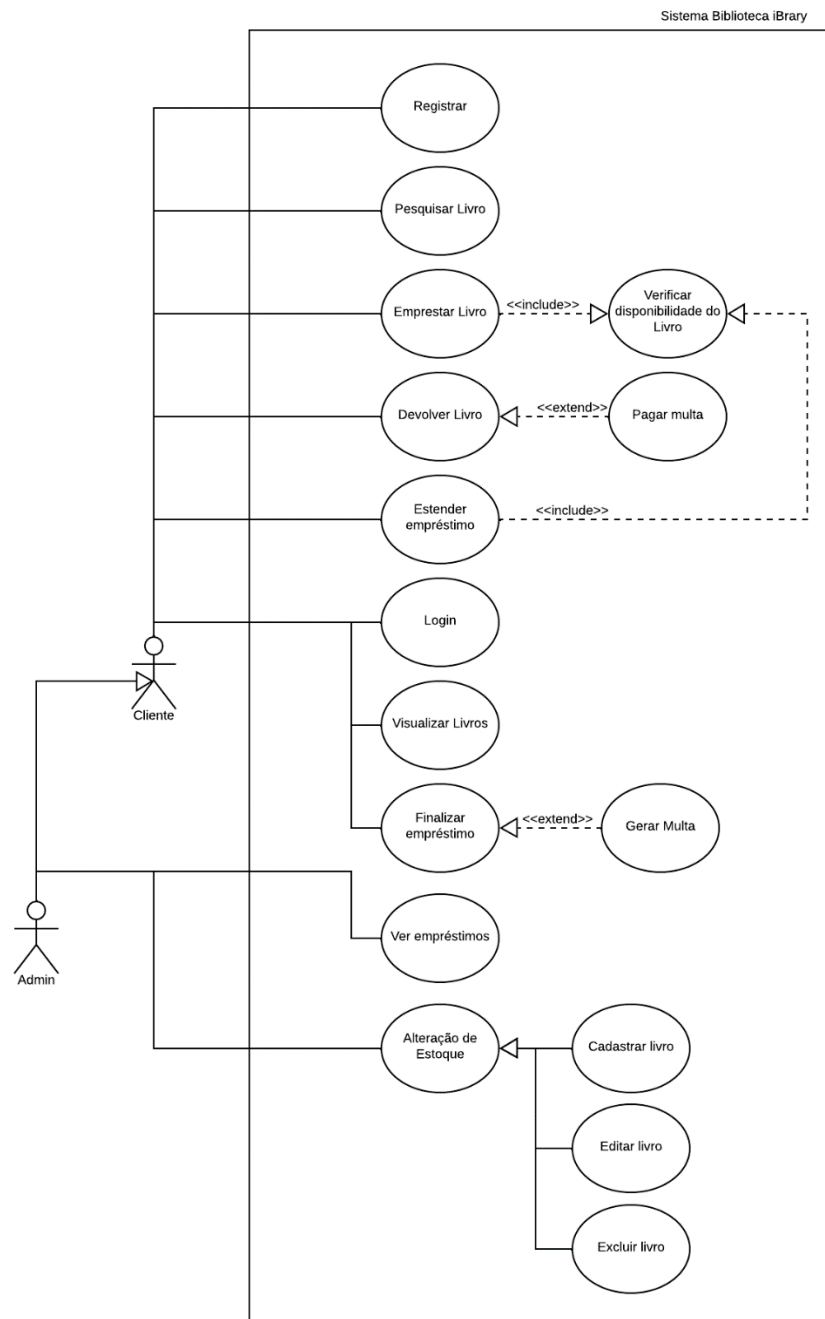 Sistema Biblioteca iBrary
Registrar
Pesquisar Livro
Emprestar Livro
<<include>>
Verificar
disponibilidade do
Livro
Devolver Livro
<<extend>>
Pagar multa
Estender
empréstimo
<<include>>
Login
Cliente
Visualizar Livros
Finalizar
empréstimo
<<extend>>
Gerar Multa
Ver empréstimos
Admin
Alteração de
Estoque
Cadastrar livro
Editar livro
Excluir livro